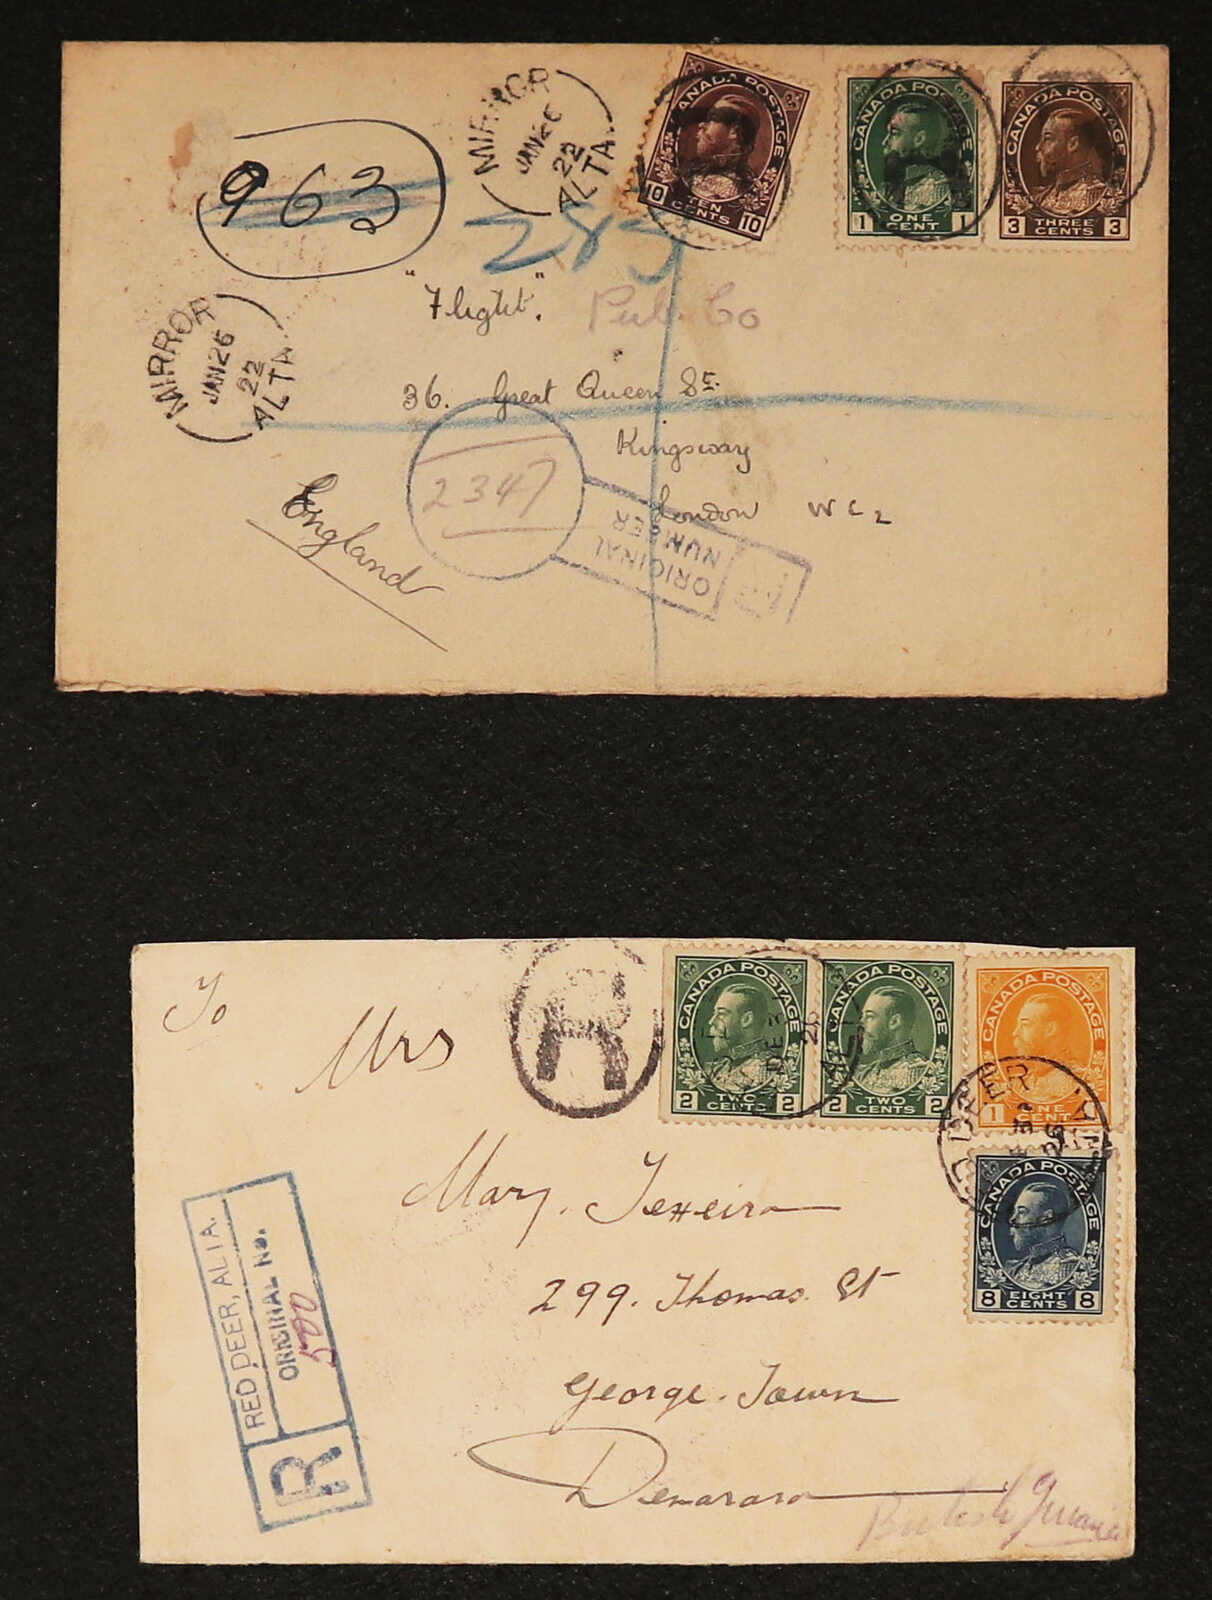 MIRROR
JAN 26
22
ALTA.
CANADA POSTAGE
10 TEN CENTS 10
CANADA POSTAGE
1 ONE CENT 1
CANADA POSTAGE
3 THREE CENTS 3
963
283
"Flight". Pub. Co
MIRROR
JAN 26
22
ALTA.
36. Great Queen St.
Kingsway
London WC2
England
2347
ORIGINAL
NUMBER
To
Mrs
R
CANADA POSTAGE
2 TWO CENTS 2
CANADA POSTAGE
2 TWO CENTS 2
CANADA POSTAGE
1 ONE CENT
DEER
CANADA POSTAGE
8 EIGHT CENTS 8
Mary. Texeira
299. Thomas St
George. Town
Demarara
British Guiana
R
RED DEER, ALTA.
ORIGINAL No.
500